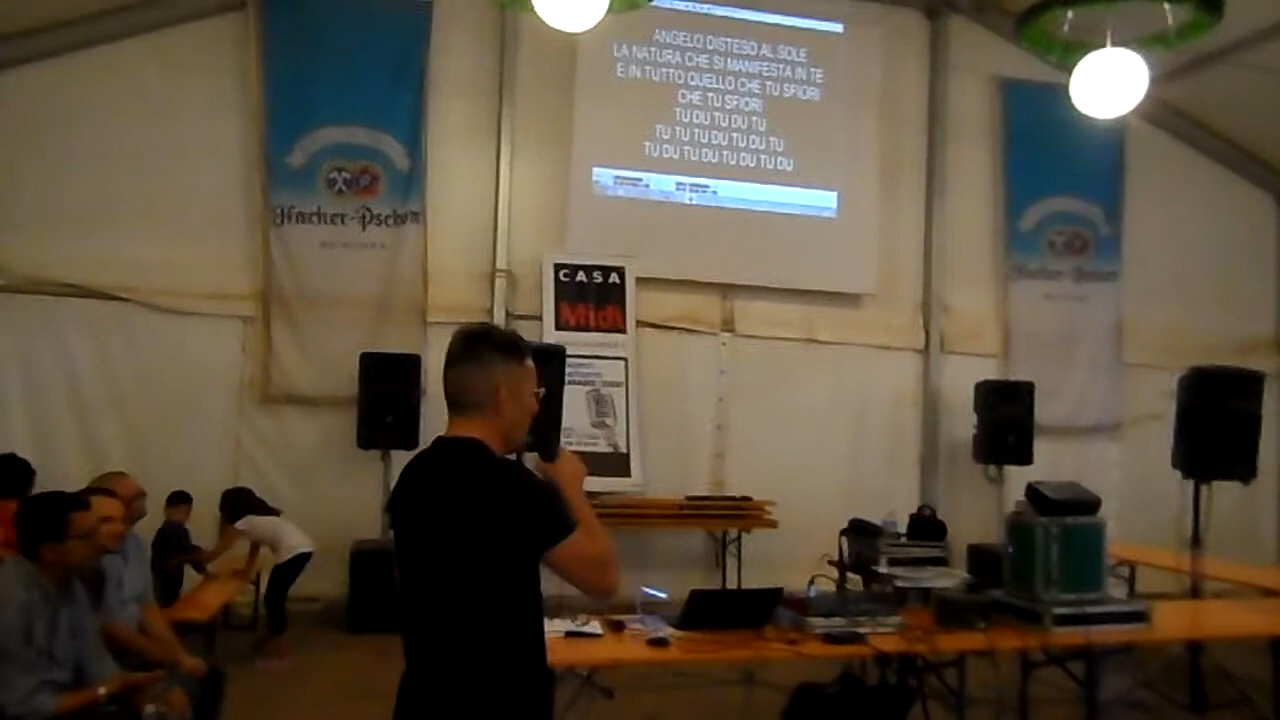 ANGELO DISTESO AL SOLE
LA NATURA CHE SI MANIFESTA IN TE
E IN TUTTO QUELLO CHE TU SFIORI
CHE TU SFIORI
TU DU TU DU TU
TU TU TU DU TU DU TU
TU DU TU DU TU DU TU DU
Hacker-Pschorr
CASA
Midi